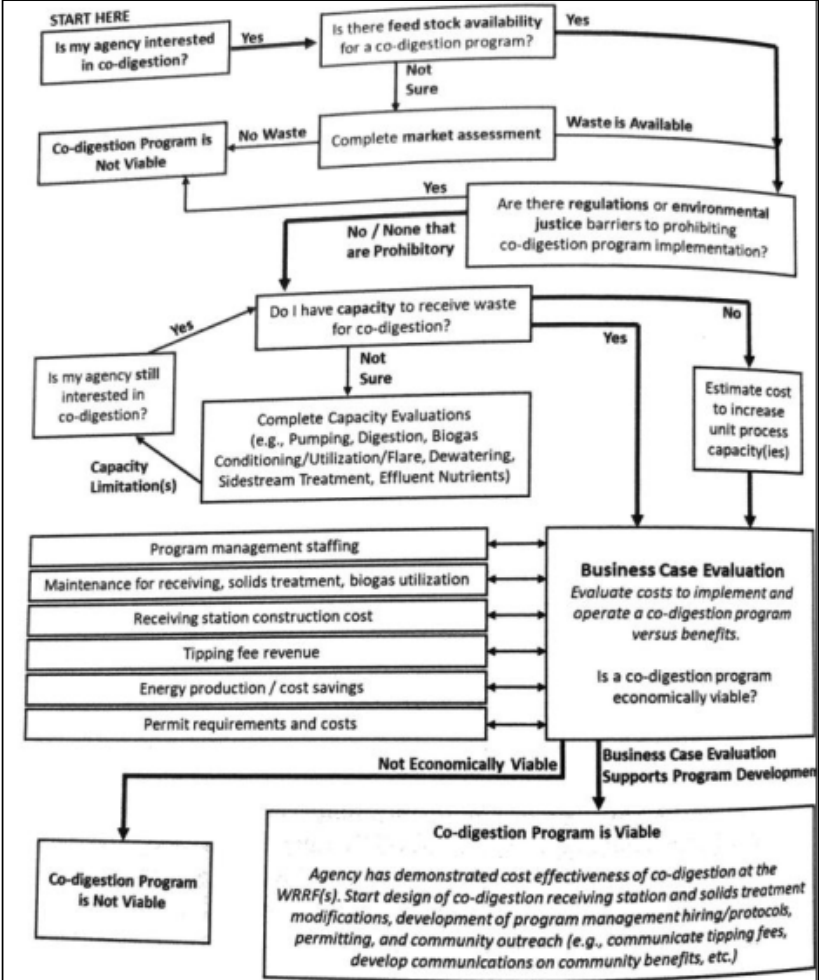 START HERE
Is my agency interested
in co-digestion?
Yes
Is there feed stock availability
for a co-digestion program?
Yes
Not
Sure
Complete market assessment
Waste is Available
No Waste
Co-digestion Program is
Not Viable
Yes
Are there regulations or environmental
justice barriers to prohibiting
co-digestion program implementation?
No / None that
are Prohibitory
Do I have capacity to receive waste
for co-digestion?
No
Yes
Yes
Not
Sure
Is my agency still
interested in
co-digestion?
Capacity
Limitation(s)
Complete Capacity Evaluations
(e.g., Pumping, Digestion, Biogas
Conditioning/Utilization/Flare, Dewatering,
Sidestream Treatment, Effluent Nutrients)
Estimate cost
to increase
unit process
capacity(ies)
Program management staffing
Maintenance for receiving, solids treatment, biogas utilization
Receiving station construction cost
Tipping fee revenue
Energy production / cost savings
Permit requirements and costs
Business Case Evaluation
Evaluate costs to implement and
operate a co-digestion program
versus benefits.
Is a co-digestion program
economically viable?
Not Economically Viable
Business Case Evaluation
Supports Program Developmen
Co-digestion Program
is Not Viable
Co-digestion Program is Viable
Agency has demonstrated cost effectiveness of co-digestion at the
WRRF(s). Start design of co-digestion receiving station and solids treatment
modifications, development of program management hiring/protocols,
permitting, and community outreach (e.g., communicate tipping fees,
develop communications on community benefits, etc.)